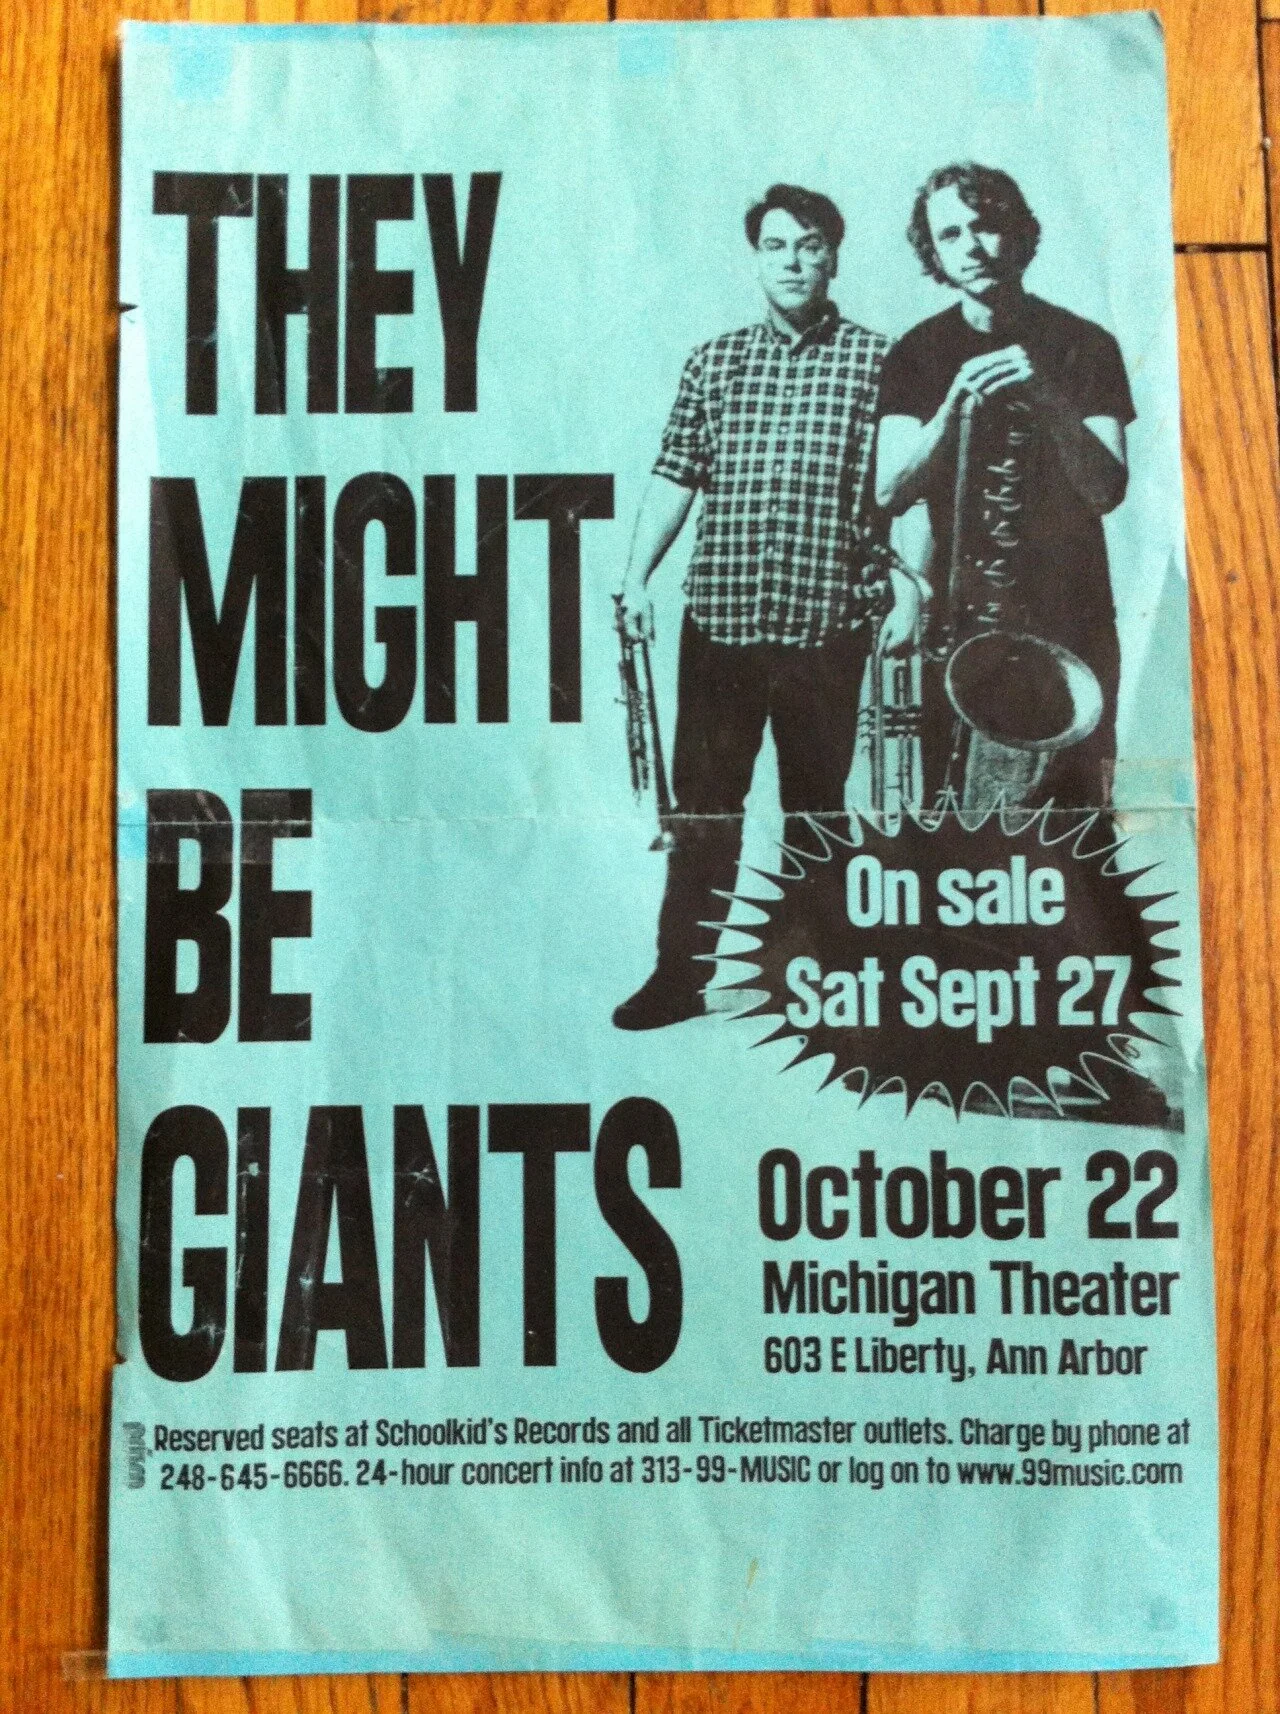 THEY
MIGHT
BE
GIANTS
On sale
Sat Sept 27
October 22
Michigan Theater
603 E Liberty, Ann Arbor
Reserved seats at Schoolkid's Records and all Ticketmaster outlets. Charge by phone at
248-645-6666. 24-hour concert info at 313-99-MUSIC or log on to www.99music.com